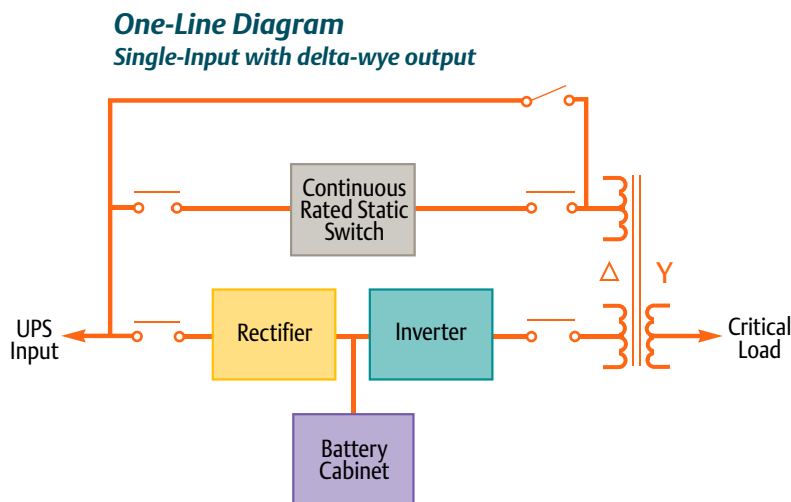 One-Line Diagram
Single-Input with delta-wye output
Continuous
Rated Static
Switch
Δ Y
UPS
Input
Rectifier
Inverter
Critical
Load
Battery
Cabinet